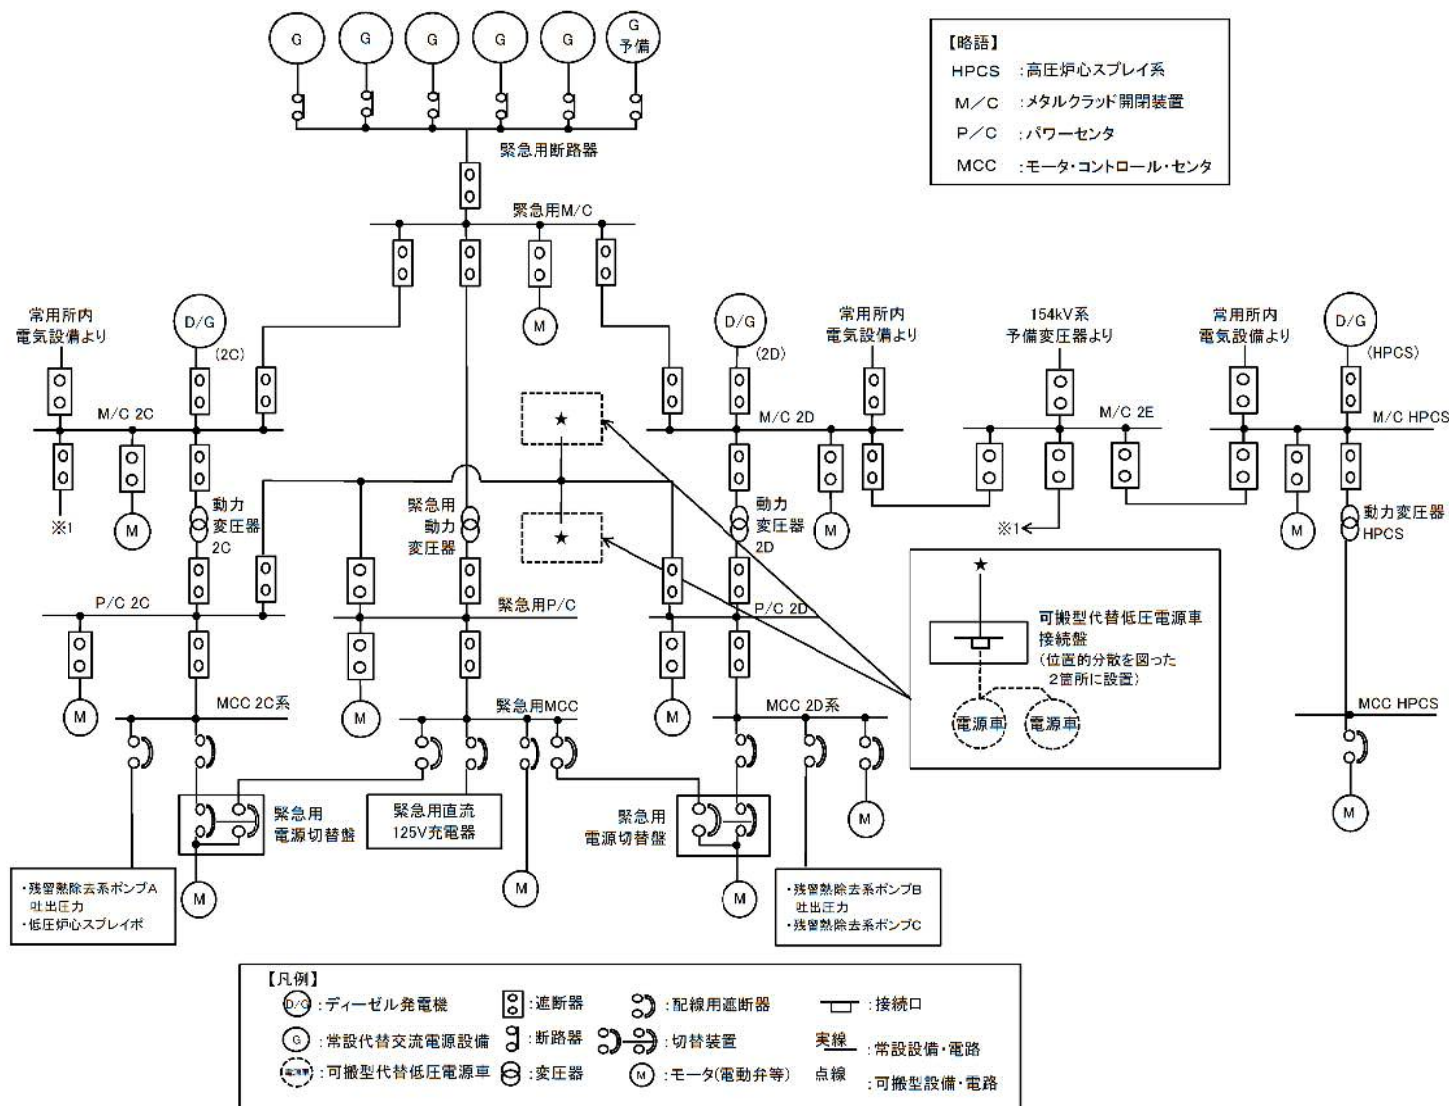 G
G
G
G
G
G
予備
緊急用断路器
【略語】
HPCS :高圧炉心スプレイ系
M/C :メタルクラッド開閉装置
P/C :パワーセンタ
MCC :モータ・コントロール・センタ
緊急用M/C
M
常用所内
電気設備より
D/G
(2C)
D/G
(2D)
常用所内
電気設備より
154kV系
予備変圧器より
常用所内
電気設備より
D/G
(HPCS)
M/C 2C
★
M/C 2D
M/C 2E
M/C HPCS
※1
M
動力
変圧器
2C
緊急用
動力
変圧器
★
動力
変圧器
2D
M
※1
M
動力変圧器
HPCS
P/C 2C
緊急用P/C
P/C 2D
★
可搬型代替低圧電源車
接続盤
(位置的分散を図った
2箇所に設置)
電源車
電源車
M
M
M
MCC 2C系
緊急用MCC
MCC 2D系
MCC HPCS
緊急用
電源切替盤
緊急用直流
125V充電器
緊急用
電源切替盤
M
M
M
M
M
・残留熱除去系ポンプA
吐出圧力
・低圧炉心スプレイポ
・残留熱除去系ポンプB
吐出圧力
・残留熱除去系ポンプC
【凡例】
D/G :ディーゼル発電機
:遮断器
:配線用遮断器
:接続口
G :常設代替交流電源設備
:断路器
:切替装置
実線 :常設設備・電路
電源車 :可搬型代替低圧電源車
:変圧器
M :モータ(電動弁等)
点線 :可搬型設備・電路